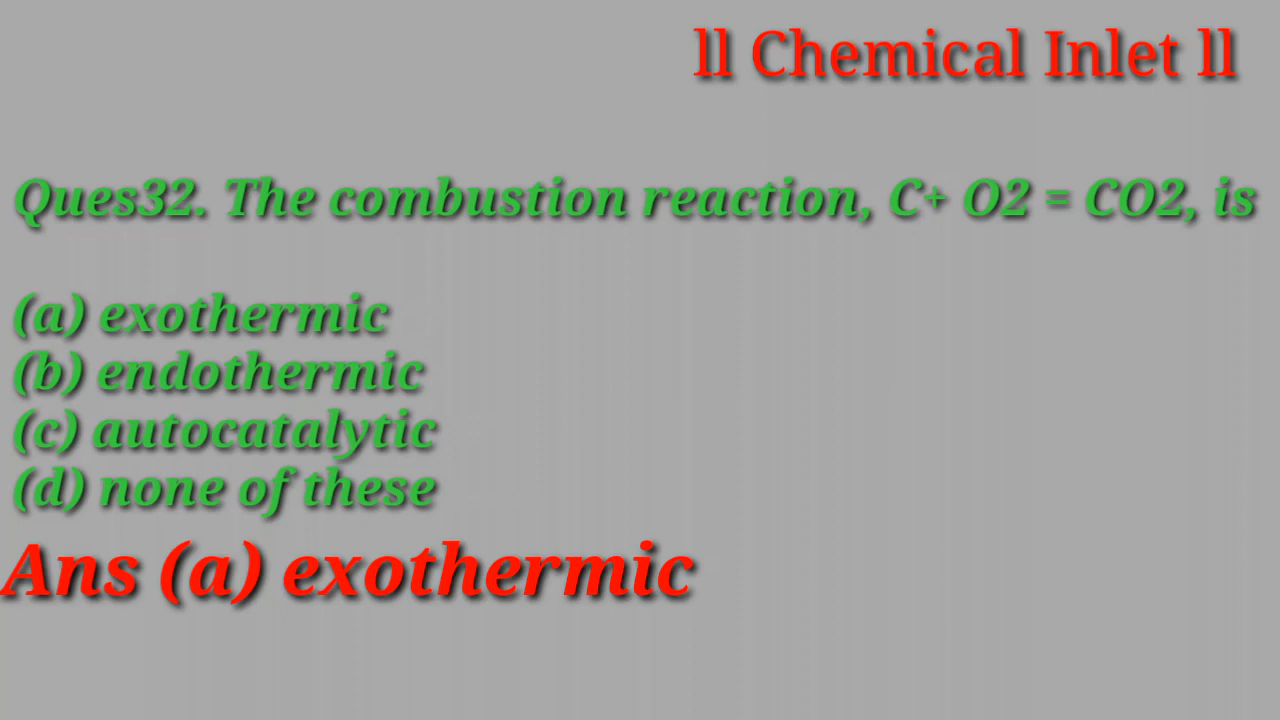 ll Chemical Inlet ll
Ques32. The combustion reaction, C+ O2 = CO2, is
(a) exothermic
(b) endothermic
(c) autocatalytic
(d) none of these
Ans (a) exothermic